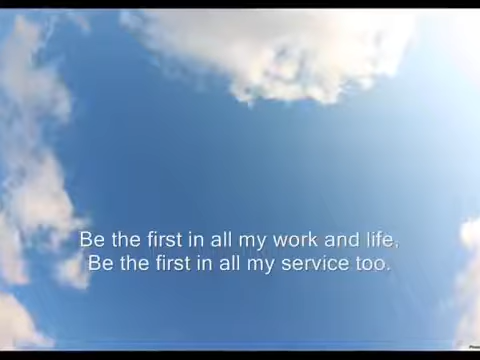 Be the first in all my work and life,
Be the first in all my service too.